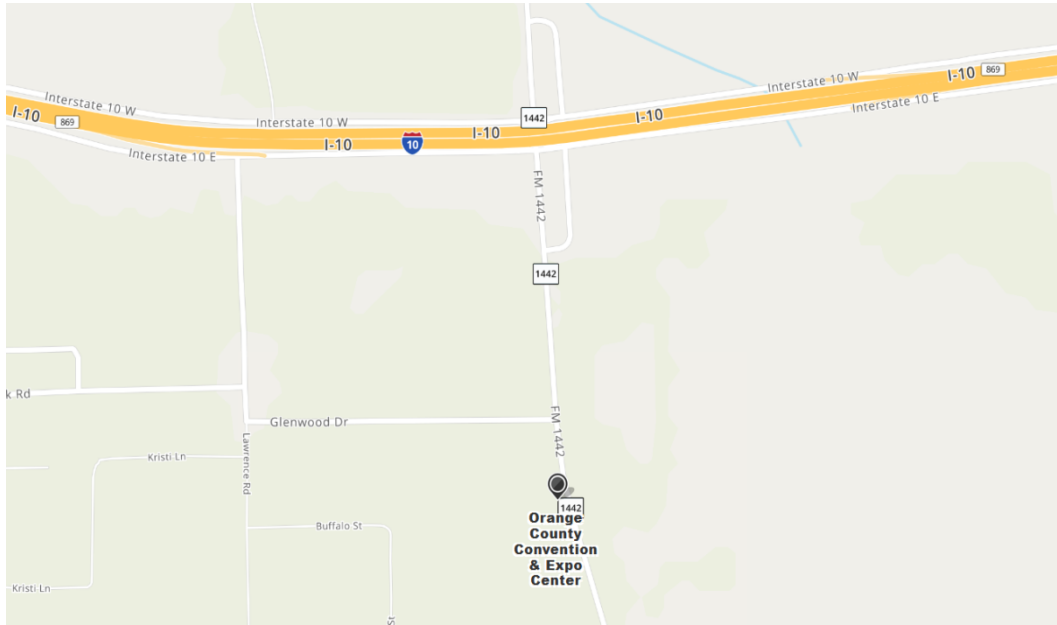 I-10
869
Interstate 10 W
I-10
869
Interstate 10 E
Interstate 10 W
I-10
Interstate 10 W
1442
I-10
I-10
10
Interstate 10 E
FM 1442
1442
k Rd
Glenwood Dr
FM 1442
Lawrence Rd
Kristi Ln
1442
Orange
County
Convention
& Expo
Center
Buffalo St
Kristi Ln
St